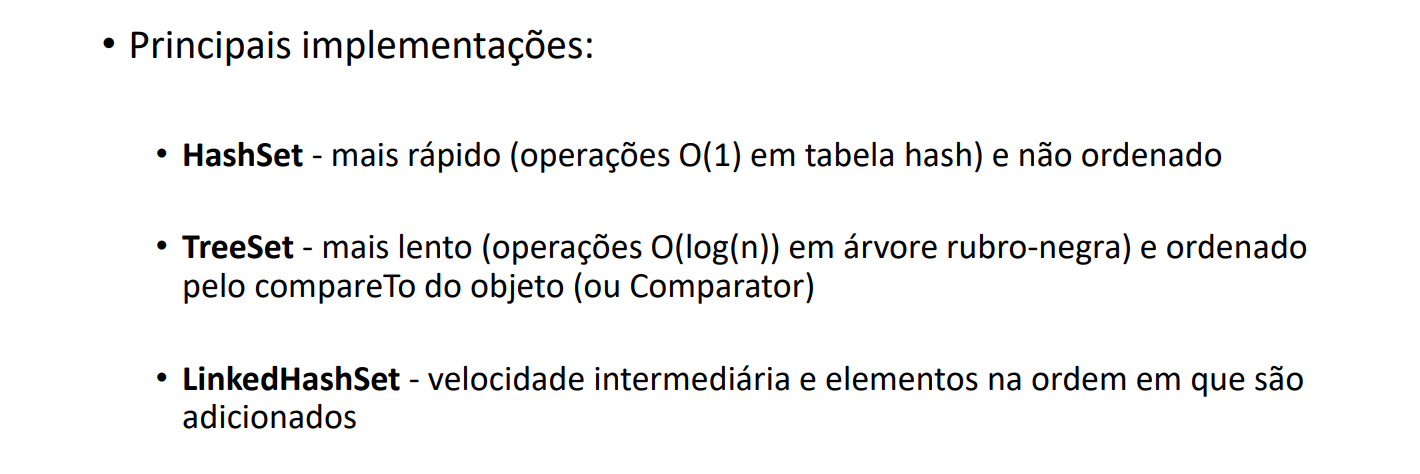 • Principais implementações:
• HashSet - mais rápido (operações O(1) em tabela hash) e não ordenado
• TreeSet - mais lento (operações O(log(n)) em árvore rubro-negra) e ordenado
pelo compareTo do objeto (ou Comparator)
• LinkedHashSet - velocidade intermediária e elementos na ordem em que são
adicionados